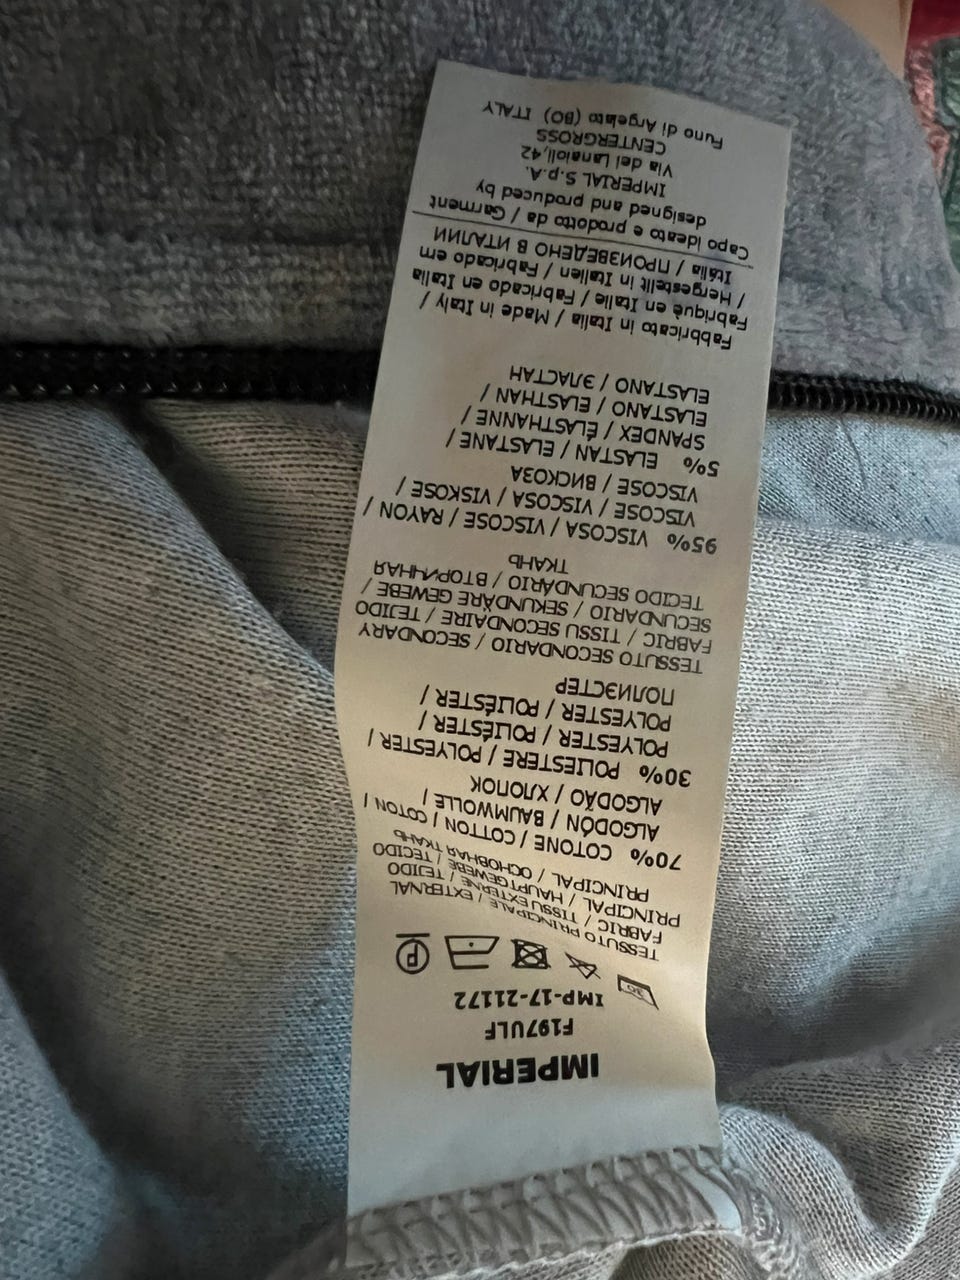 IMPERIAL
F197ULF
IMP-17-21172
30
P
TESSUTO PRINCIPALE / EXTERNAL
FABRIC / TISSU EXTERNE / TEJIDO
PRINCIPAL / HAUPTGEWEBE / TECIDO
PRINCIPAL / ОСНОВНАЯ ТКАНЬ
70% COTONE / COTTON / COTON /
ALGODÓN / BAUMWOLLE /
ALGODÃO / ХЛОПОК
30% POLIESTERE / POLYESTER /
POLYESTER / POLIÉSTER /
POLYESTER / POLIÉSTER /
ПОЛИЭСТЕР
TESSUTO SECONDARIO / SECONDARY
FABRIC / TISSU SECONDAIRE / TEJIDO
SECUNDARIO / SEKUNDÄRE GEWEBE /
TECIDO SECUNDÁRIO / ВТОРИЧНАЯ
ТКАНЬ
95% VISCOSA / VISCOSE / RAYON /
VISCOSE / VISCOSA / VISKOSE /
VISCOSE / ВИСКОЗА
5% ELASTAN / ELASTANE /
SPANDEX / ÉLASTHANNE /
ELASTANO / ELASTHAN /
ELASTANO / ЭЛАСТАН
Fabbricato in Italia / Made in Italy /
Fabriqué en Italie / Fabricado en Italia
/ Hergestellt in Italien / Fabricado em
Itália / ПРОИЗВЕДЕНО В ИТАЛИИ
Capo ideato e prodotto da / Garment
designed and produced by
IMPERIAL S.p.A.
Via dei Lanaioli,42
CENTERGROSS
Funo di Argelato (BO) ITALY